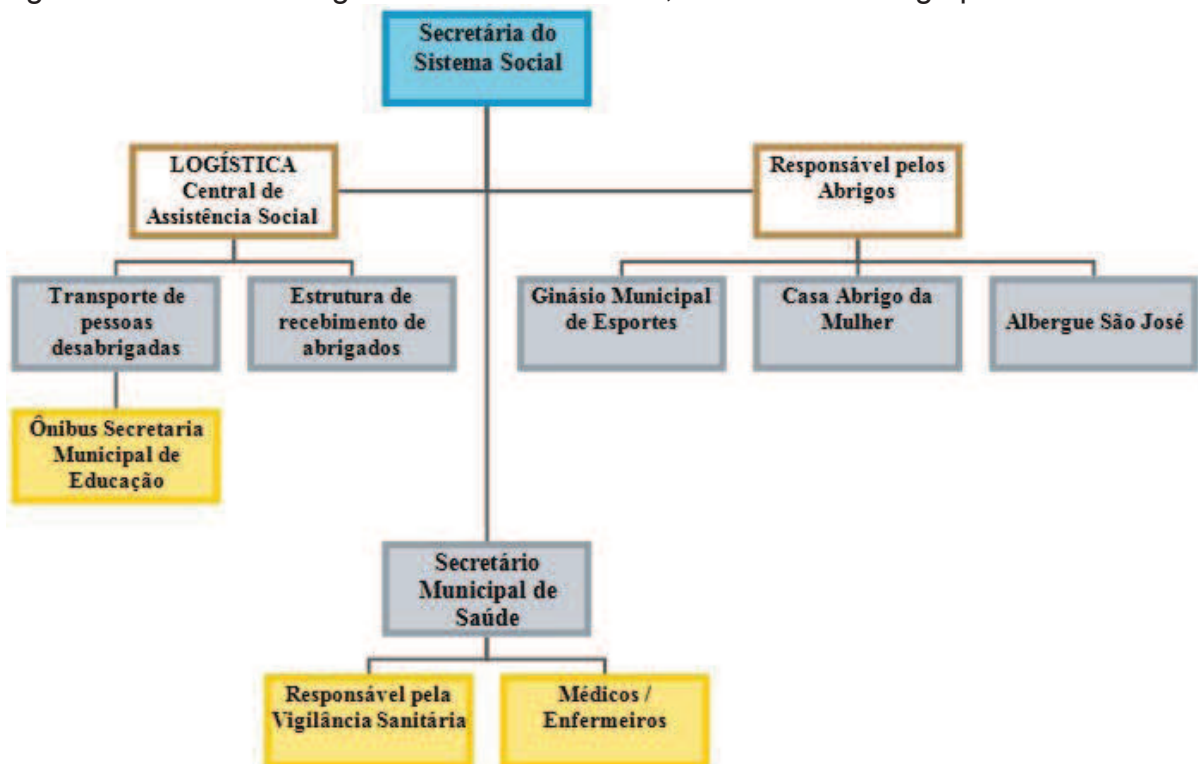 Secretária do
Sistema Social
LOGÍSTICA
Central de
Assistência Social
Responsável pelos
Abrigos
Transporte de
pessoas
desabrigadas
Estrutura de
recebimento de
abrigados
Ginásio Municipal
de Esportes
Casa Abrigo da
Mulher
Albergue São José
Ônibus Secretaria
Municipal de
Educação
Secretário
Municipal de
Saúde
Responsável pela
Vigilância Sanitária
Médicos /
Enfermeiros